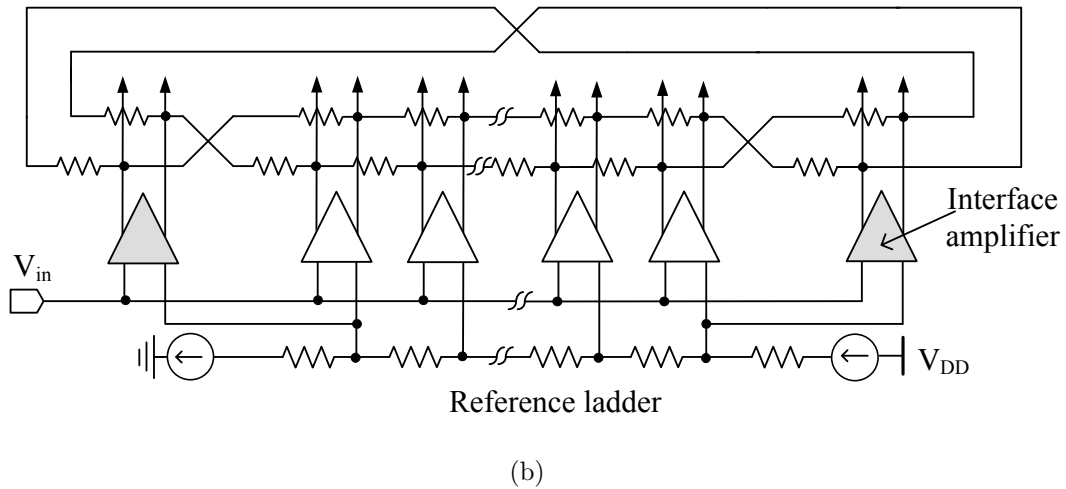 Interface
amplifier
V_in
V_DD
Reference ladder
(b)